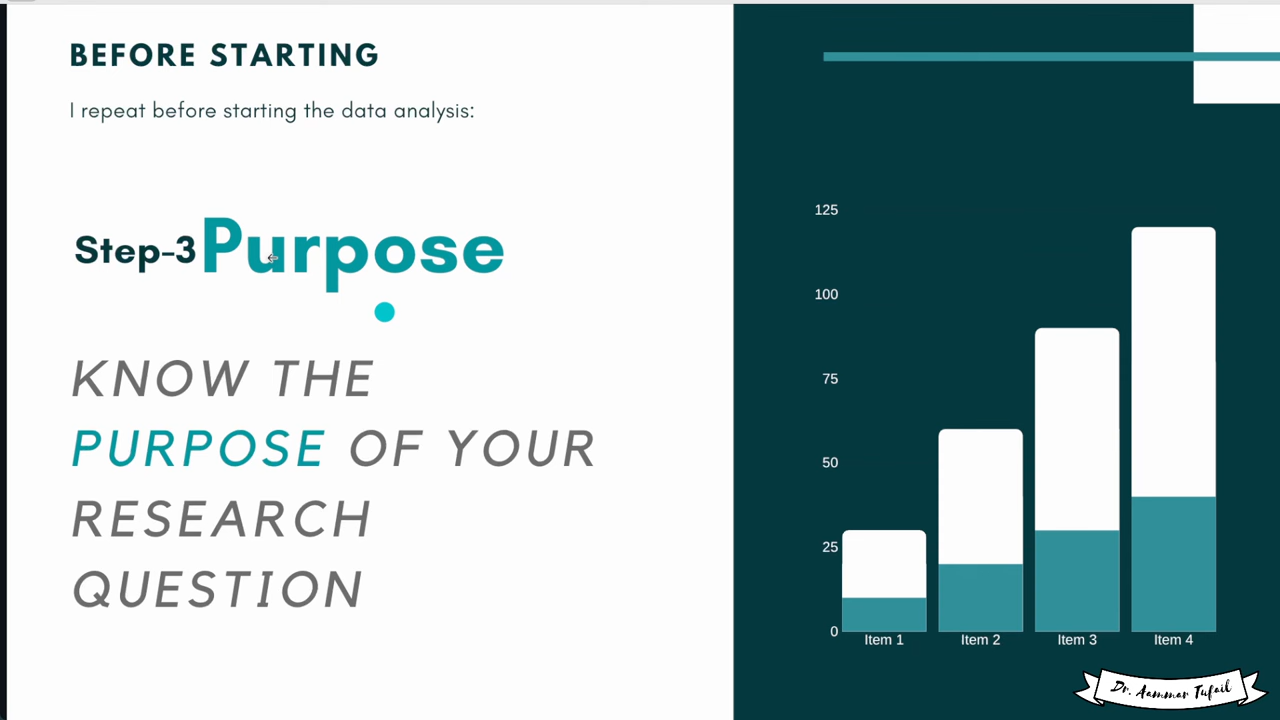 BEFORE STARTING
I repeat before starting the data analysis:
Step-3 Purpose
KNOW THE
PURPOSE OF YOUR
RESEARCH
QUESTION
125
100
75
50
25
0
Item 1 Item 2 Item 3 Item 4
Dr. Aammar Tufail